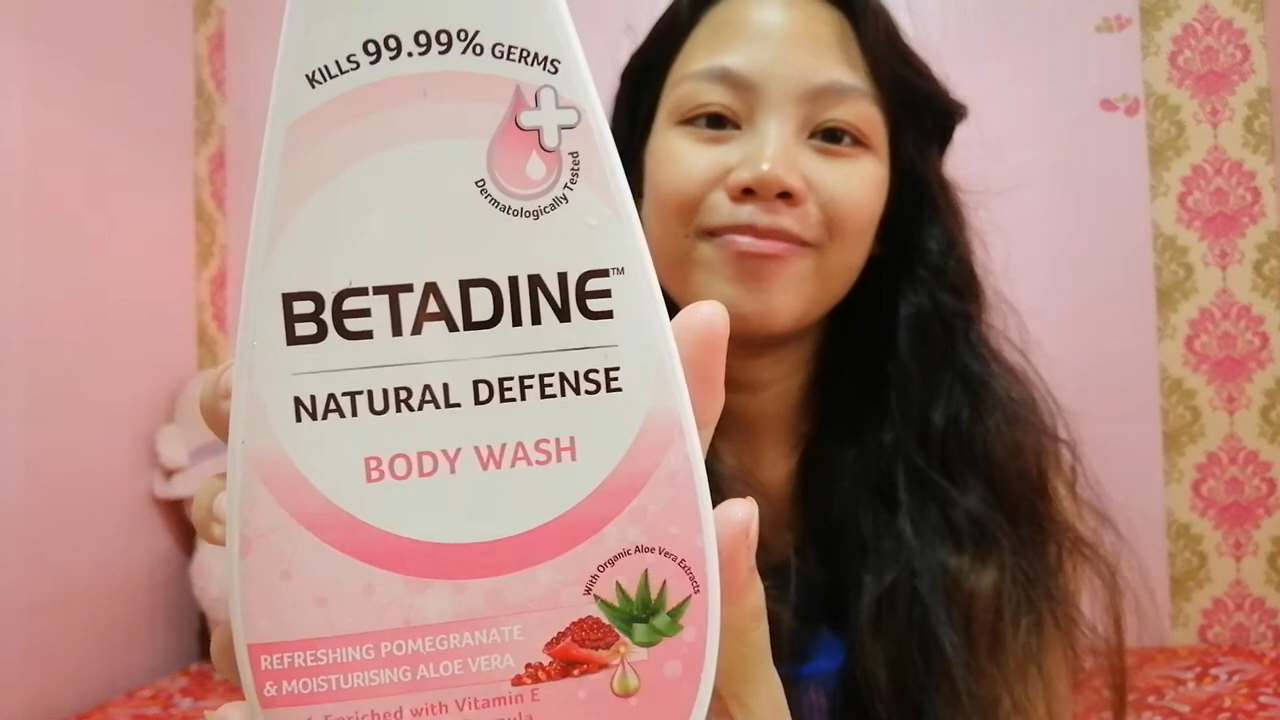 KILLS 99.99% GERMS
Dermatologically Tested
BETADINE™
NATURAL DEFENSE
BODY WASH
With Organic Aloe Vera Extracts
REFRESHING POMEGRANATE
& MOISTURISING ALOE VERA
Enriched with Vitamin E